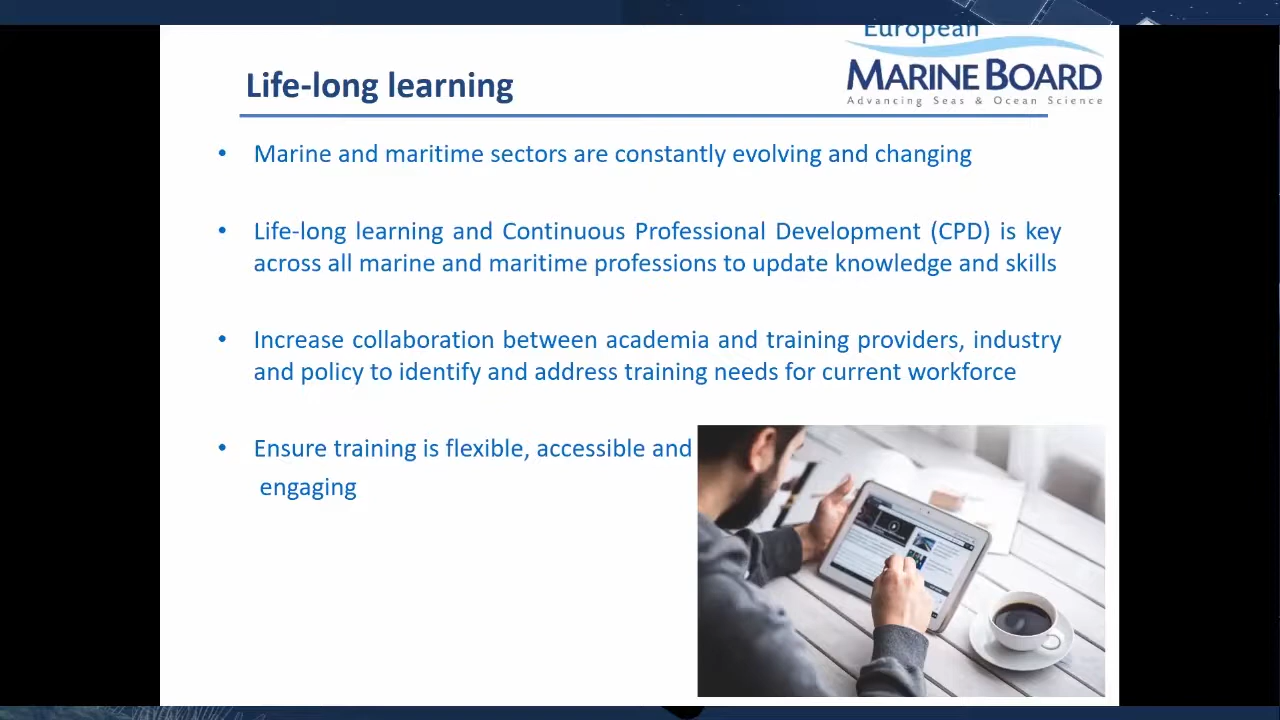 European
MARINE BOARD
Advancing Seas & Ocean Science
Life-long learning
• Marine and maritime sectors are constantly evolving and changing
• Life-long learning and Continuous Professional Development (CPD) is key
across all marine and maritime professions to update knowledge and skills
• Increase collaboration between academia and training providers, industry
and policy to identify and address training needs for current workforce
• Ensure training is flexible, accessible and
engaging